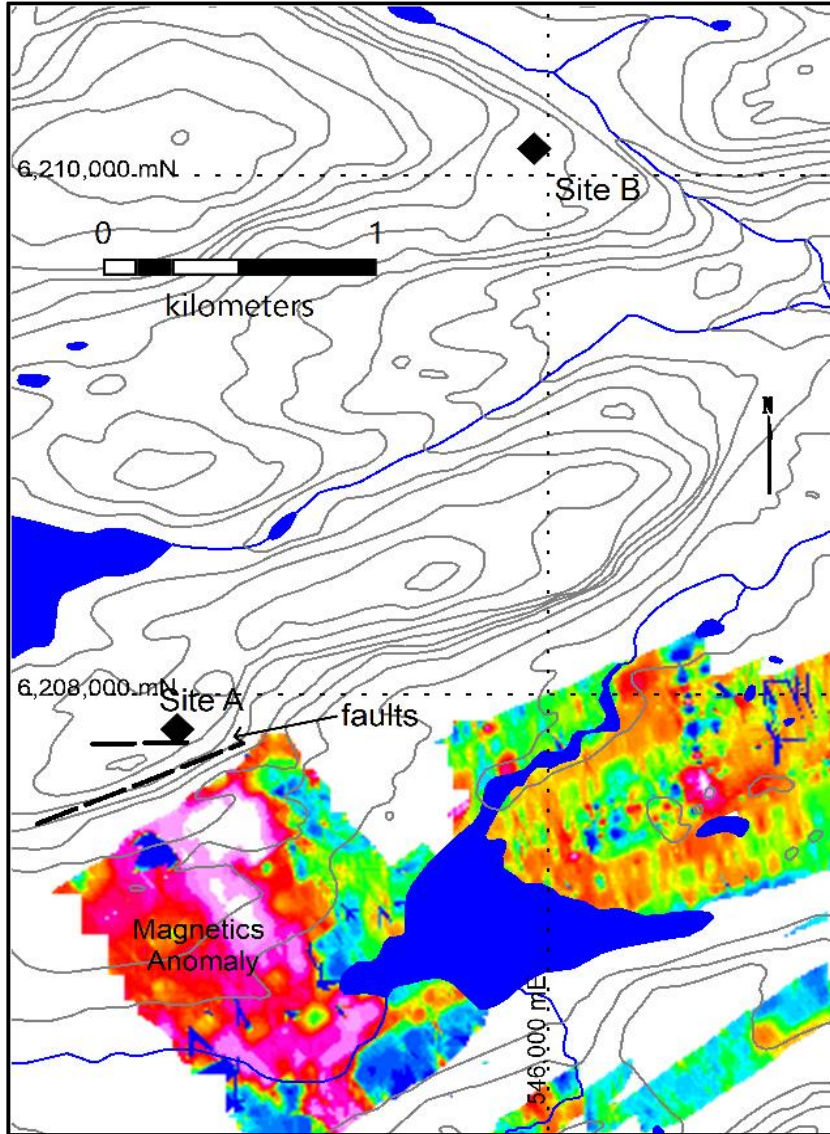 6,210,000 mN
Site B
0 1
kilometers
N
6,208,000 mN
Site A
faults
Magnetics
Anomaly
546,000 mE